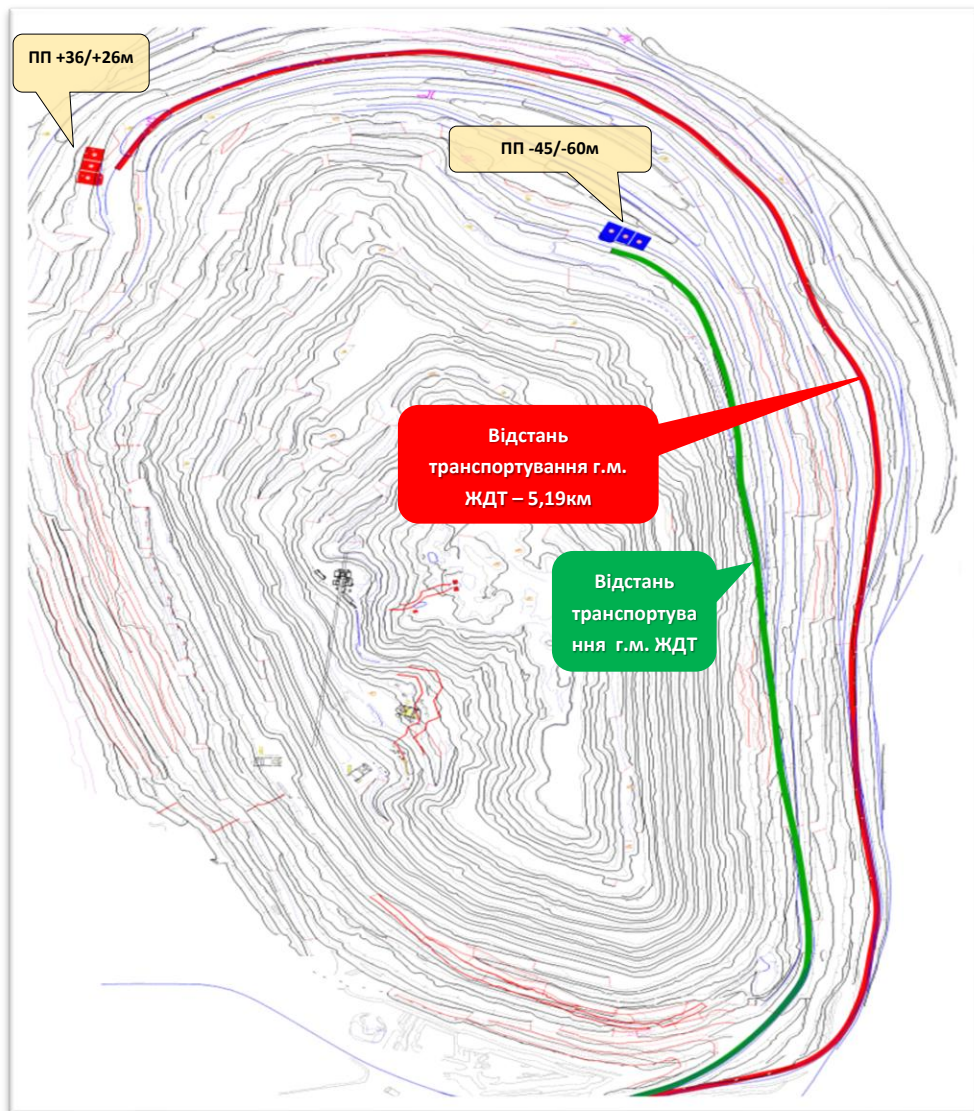 ПП +36/+26м
ПП -45/-60м
Відстань
транспортування г.м.
ЖДТ – 5,19км
Відстань
транспортува
ння г.м. ЖДТ